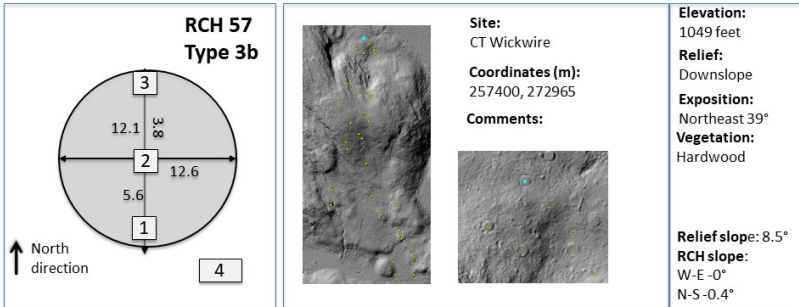 RCH 57
Type 3b
3
12.1
3.8
2
12.6
5.6
1
North
direction
4
Site:
CT Wickwire
Coordinates (m):
257400, 272965
Comments:
Elevation:
1049 feet
Relief:
Downslope
Exposition:
Northeast 39°
Vegetation:
Hardwood
Relief slope: 8.5°
RCH slope:
W-E -0°
N-S -0.4°